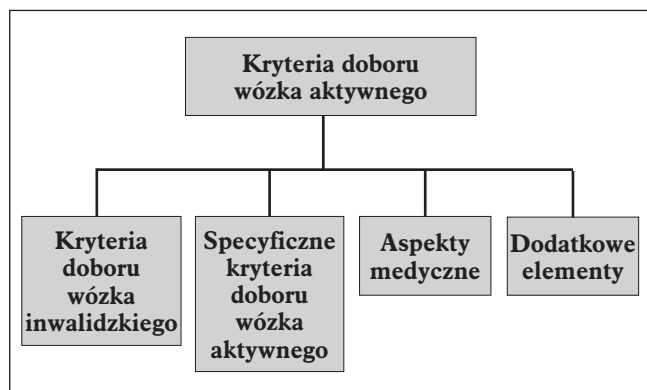 Kryteria doboru
wózka aktywnego
Kryteria
doboru
wózka
inwalidzkiego
Specyficzne
kryteria
doboru
wózka
aktywnego
Aspekty
medyczne
Dodatkowe
elementy